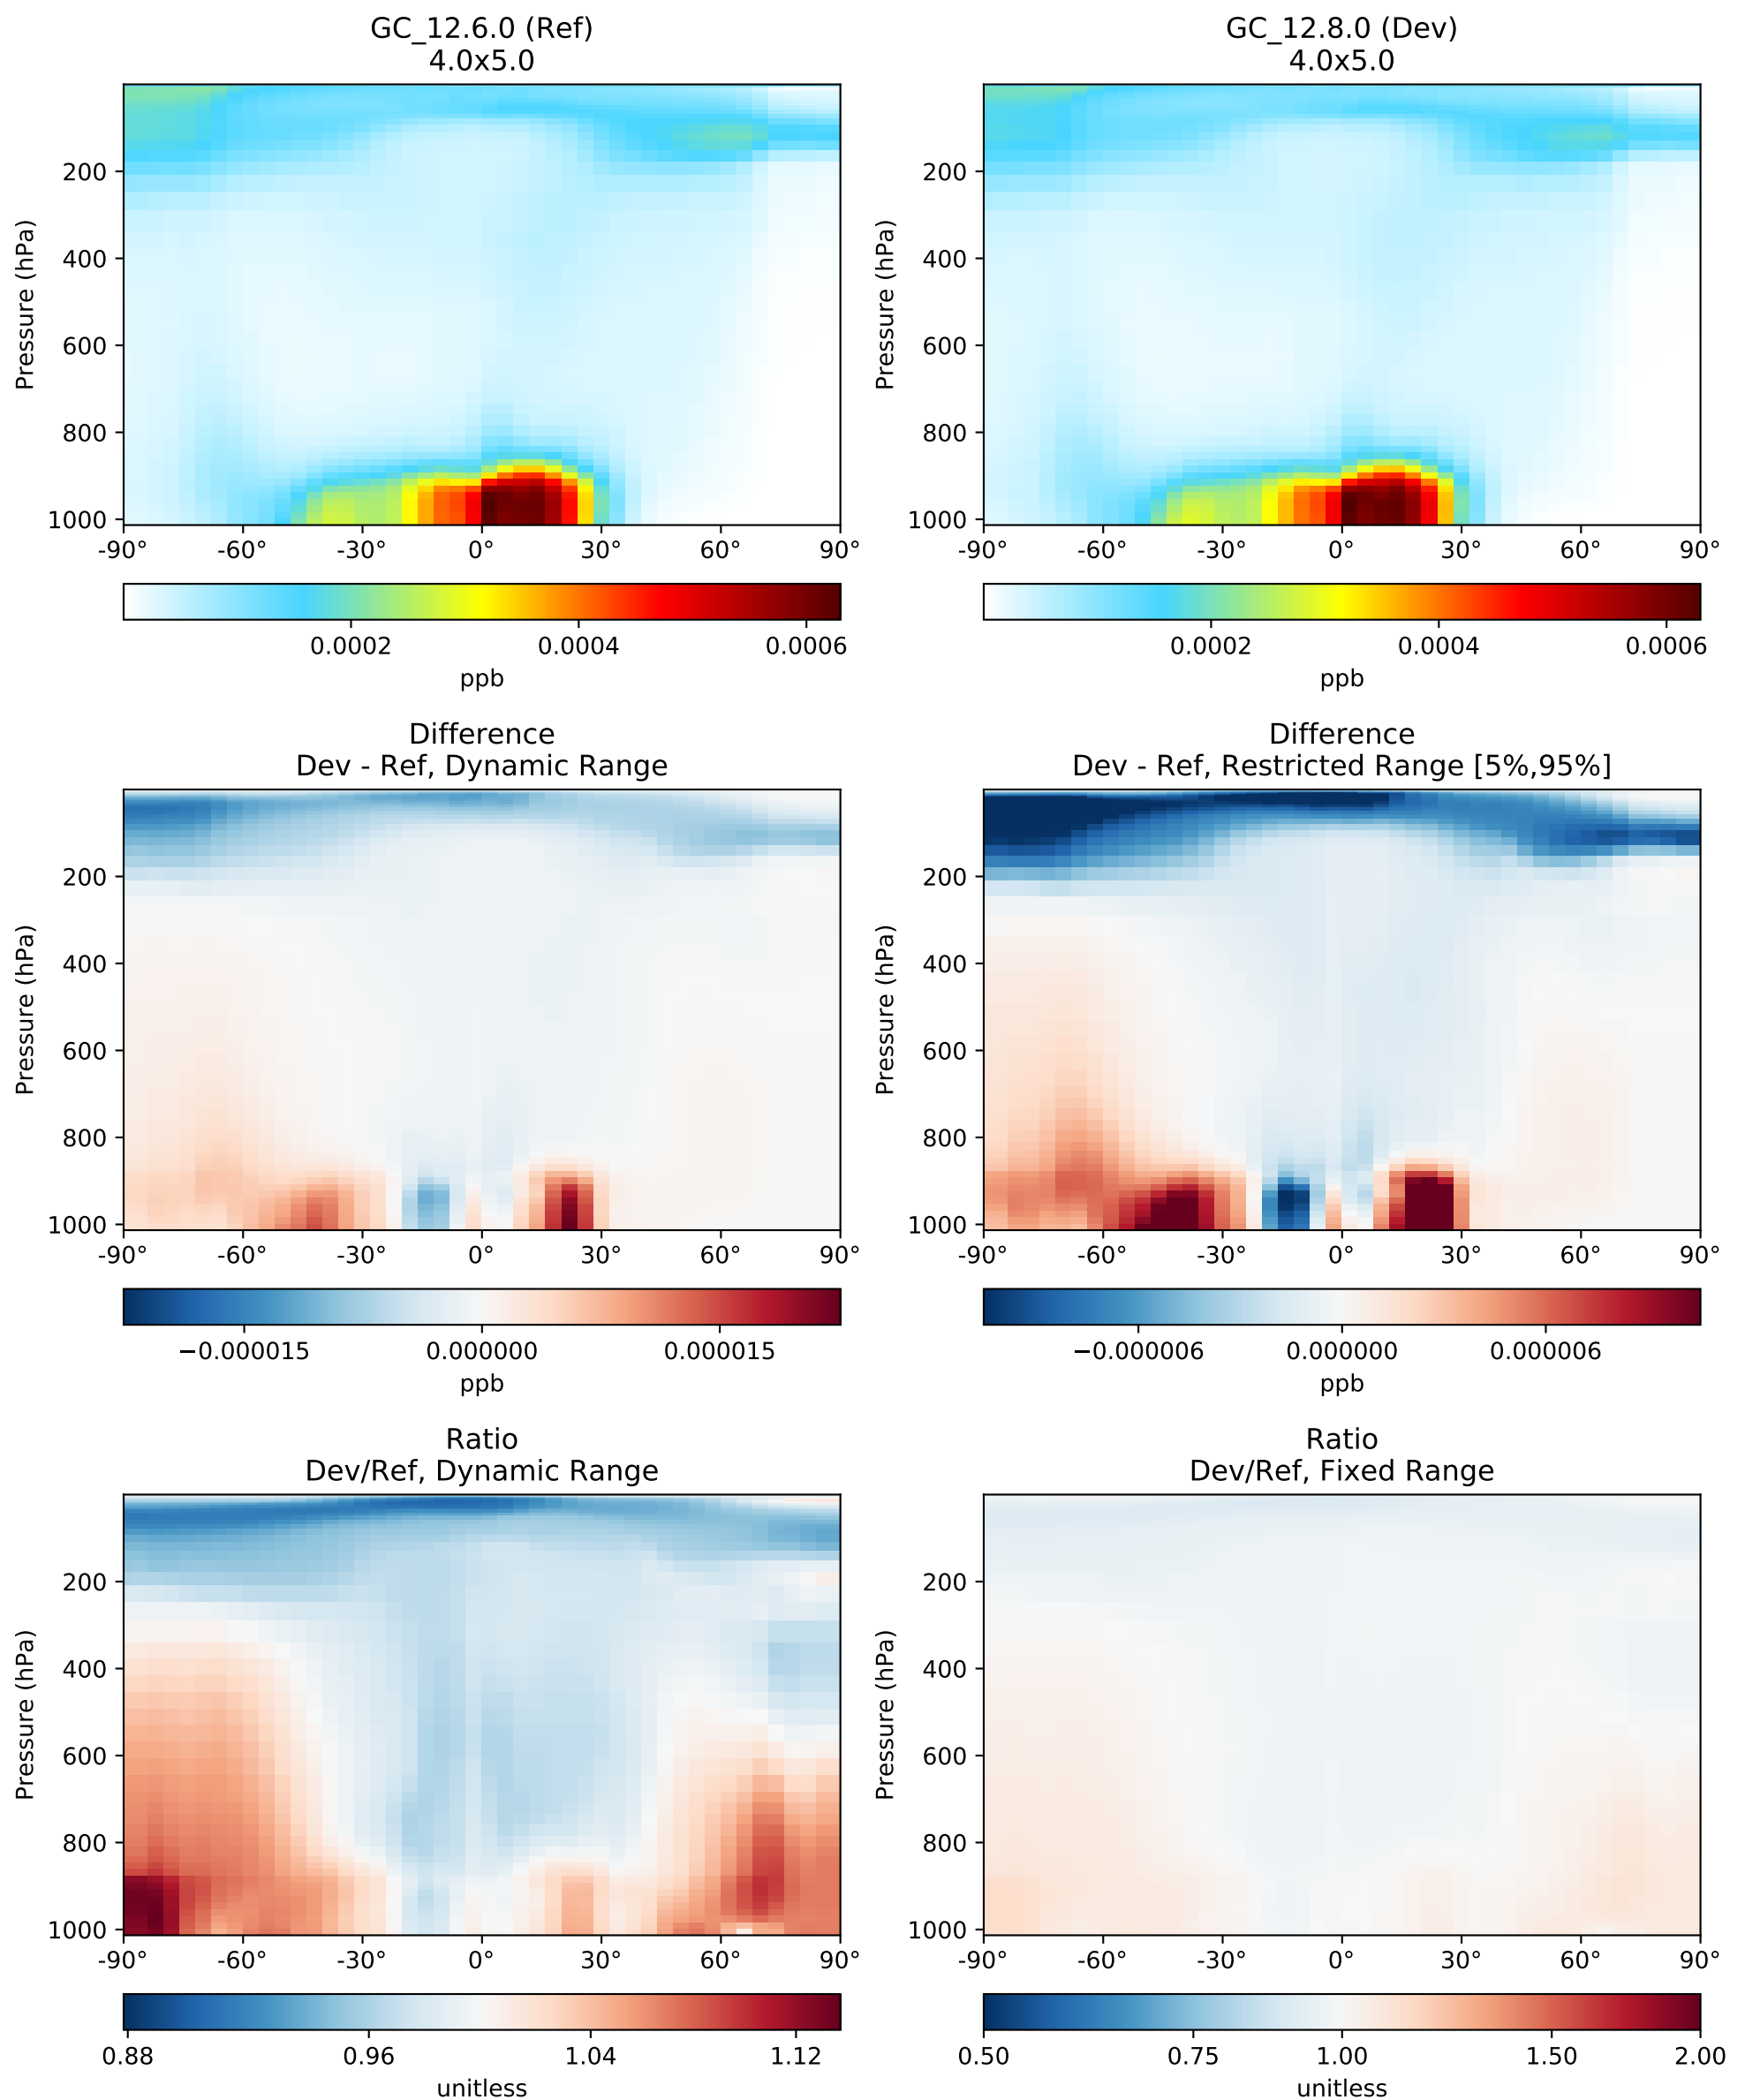 GC_12.6.0 (Ref)
4.0x5.0
Pressure (hPa)
200
400
600
800
1000
-90° -60° -30° 0° 30° 60° 90°
0.0002 0.0004 0.0006
ppb
GC_12.8.0 (Dev)
4.0x5.0
Pressure (hPa)
200
400
600
800
1000
-90° -60° -30° 0° 30° 60° 90°
0.0002 0.0004 0.0006
ppb
Difference
Dev - Ref, Dynamic Range
Pressure (hPa)
200
400
600
800
1000
-90° -60° -30° 0° 30° 60° 90°
−0.000015 0.000000 0.000015
ppb
Difference
Dev - Ref, Restricted Range [5%,95%]
Pressure (hPa)
200
400
600
800
1000
-90° -60° -30° 0° 30° 60° 90°
−0.000006 0.000000 0.000006
ppb
Ratio
Dev/Ref, Dynamic Range
Pressure (hPa)
200
400
600
800
1000
-90° -60° -30° 0° 30° 60° 90°
0.88 0.96 1.04 1.12
unitless
Ratio
Dev/Ref, Fixed Range
Pressure (hPa)
200
400
600
800
1000
-90° -60° -30° 0° 30° 60° 90°
0.50 0.75 1.00 1.50 2.00
unitless